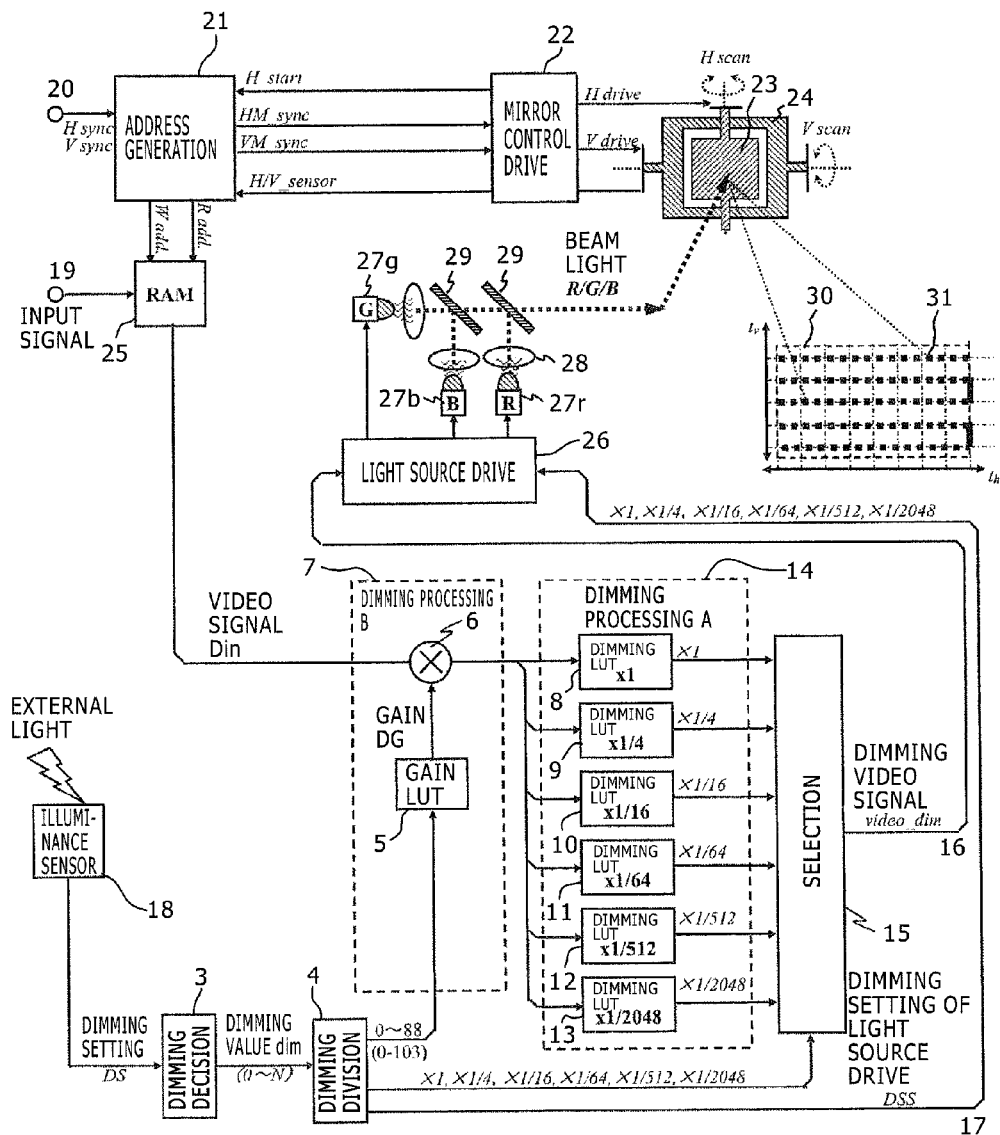 21
22
H scan
23
24
20
H_start
H drive
V scan
ADDRESS
GENERATION
HM_sync
MIRROR
CONTROL
DRIVE
H sync
V sync
VM_sync
V drive
H/V_sensor
W add.
R add.
19
RAM
INPUT
SIGNAL
25
BEAM
LIGHT
R/G/B
29
29
27g
G
30
31
tv
28
27b
B
R
27r
26
LIGHT SOURCE DRIVE
th
×1, ×1/4, ×1/16, ×1/64, ×1/512, ×1/2048
7
14
VIDEO
SIGNAL
Din
DIMMING PROCESSING
B
6
DIMMING
PROCESSING A
DIMMING
LUT
x1
×1
8
EXTERNAL
LIGHT
GAIN
DG
DIMMING
LUT
x1/4
×1/4
9
GAIN
LUT
5
DIMMING
LUT
x1/16
×1/16
10
DIMMING
VIDEO
SIGNAL
video_dim
16
SELECTION
ILLUMI-
NANCE
SENSOR
18
DIMMING
LUT
x1/64
×1/64
11
DIMMING
LUT
x1/512
×1/512
12
15
DIMMING
LUT
x1/2048
×1/2048
13
DIMMING
SETTING OF
LIGHT
SOURCE
DRIVE
DSS
17
3
4
DIMMING
SETTING
DS
DIMMING
DECISION
DIMMING
VALUE dim
(0~N)
DIMMING
DIVISION
0~88
(0-103)
×1, ×1/4, ×1/16, ×1/64, ×1/512, ×1/2048